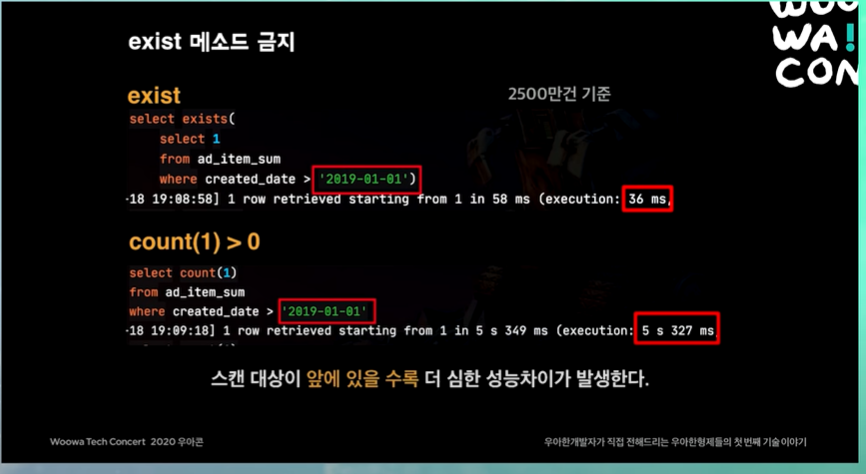 WOOWA!CON
exist 메소드 금지
exist
2500만건 기준
select exists(
select 1
from ad_item_sum
where created_date > '2019-01-01')
-18 19:08:58] 1 row retrieved starting from 1 in 58 ms (execution: 36 ms,
count(1) > 0
select count(1)
from ad_item_sum
where created_date > '2019-01-01'
-18 19:09:18] 1 row retrieved starting from 1 in 5 s 349 ms (execution: 5 s 327 ms,
스캔 대상이 앞에 있을 수록 더 심한 성능차이가 발생한다.
Woowa Tech Concert 2020 우아콘
우아한개발자가 직접 전해드리는 우아한형제들의 첫 번째 기술이야기